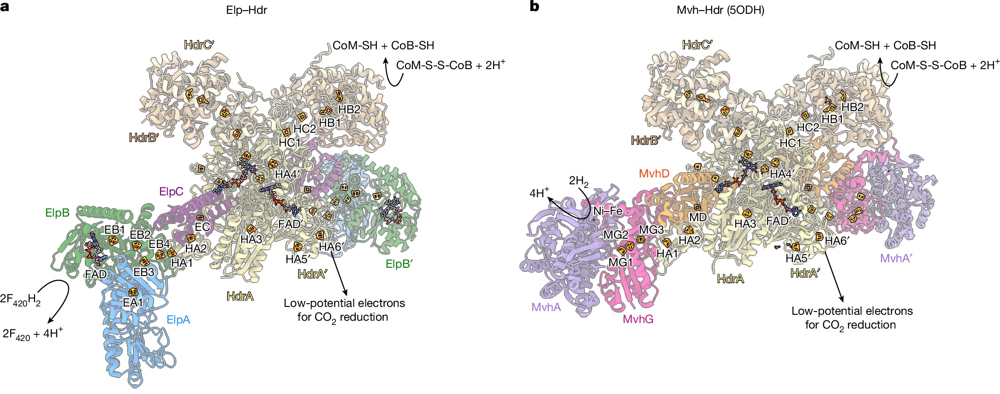 a
Elp–Hdr
HdrC′
CoM-SH + CoB-SH
CoM-S-S-CoB + 2H+
HB2
HB1
HC2
HdrB′
HC1
HA4′
ElpC
ElpB
EC
FAD′
EB1
EB2
HA3
EB4
HA2
HA6′
HA5′
HA1
ElpB′
EB3
FAD
HdrA′
2F420H2
HdrA
EA1
Low-potential electrons
for CO2 reduction
ElpA
2F420 + 4H+
b
Mvh–Hdr (5ODH)
HdrC′
CoM-SH + CoB-SH
CoM-S-S-CoB + 2H+
HB2
HB1
HC2
HdrB′
HC1
MvhD
HA4′
2H2
4H+
Ni–Fe
MD
HA3
FAD′
MG3
MG2
HA2
HA6′
HA1
HA5′
MvhA′
MG1
HdrA′
HdrA
MvhA
Low-potential electrons
for CO2 reduction
MvhG